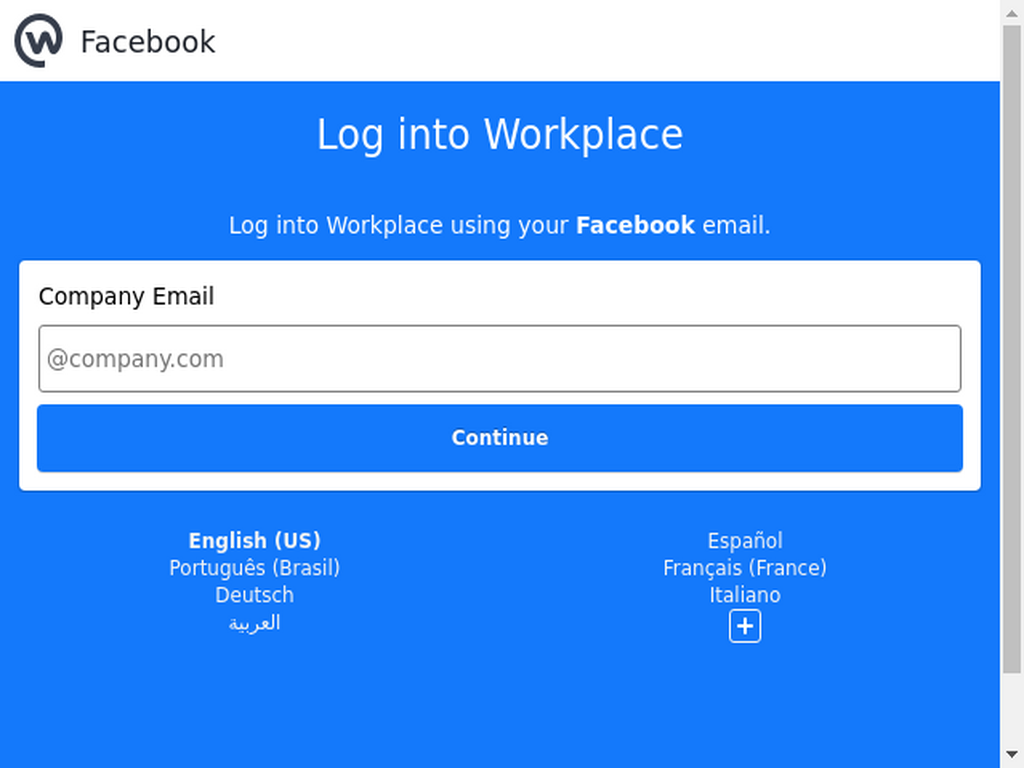 Facebook
Log into Workplace
Log into Workplace using your Facebook email.
Company Email
@company.com
Continue
English (US)
Português (Brasil)
Deutsch
العربية
Español
Français (France)
Italiano